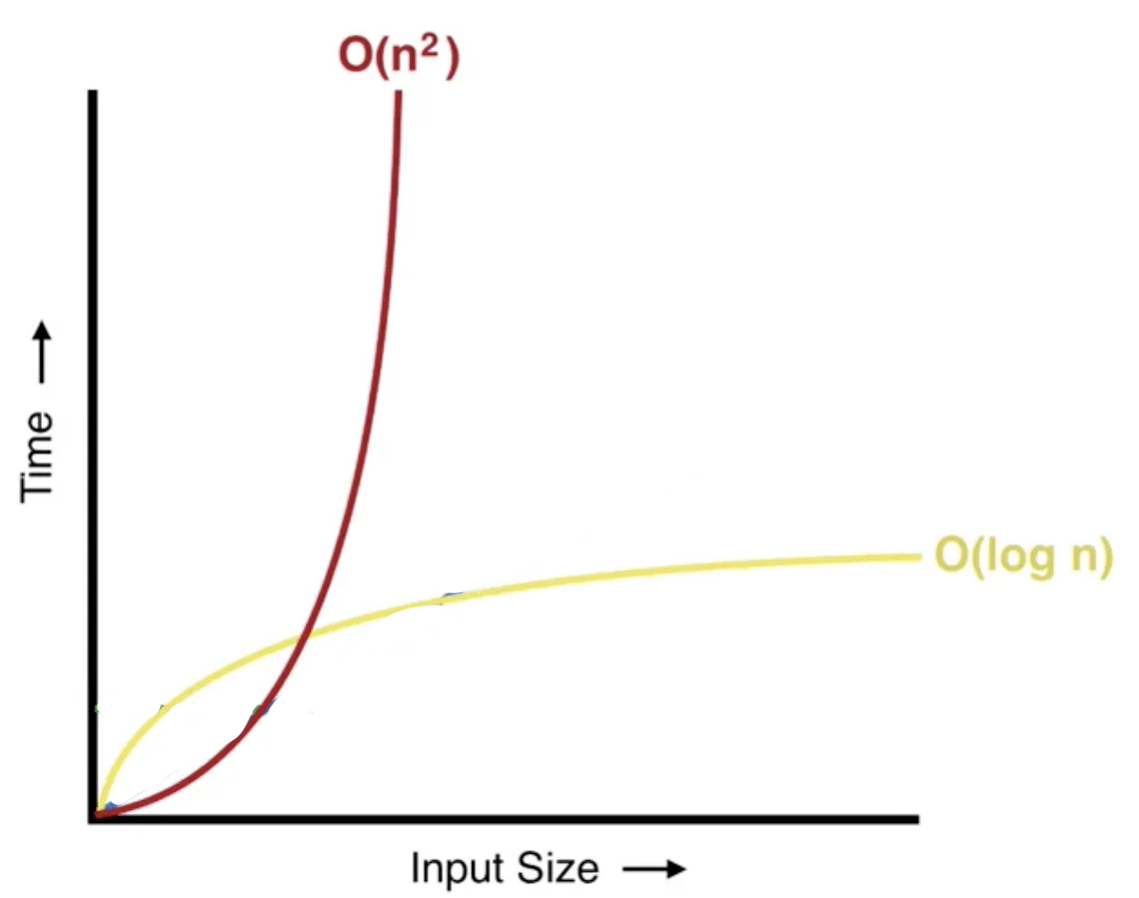 O(n²)
Time
O(log n)
Input Size